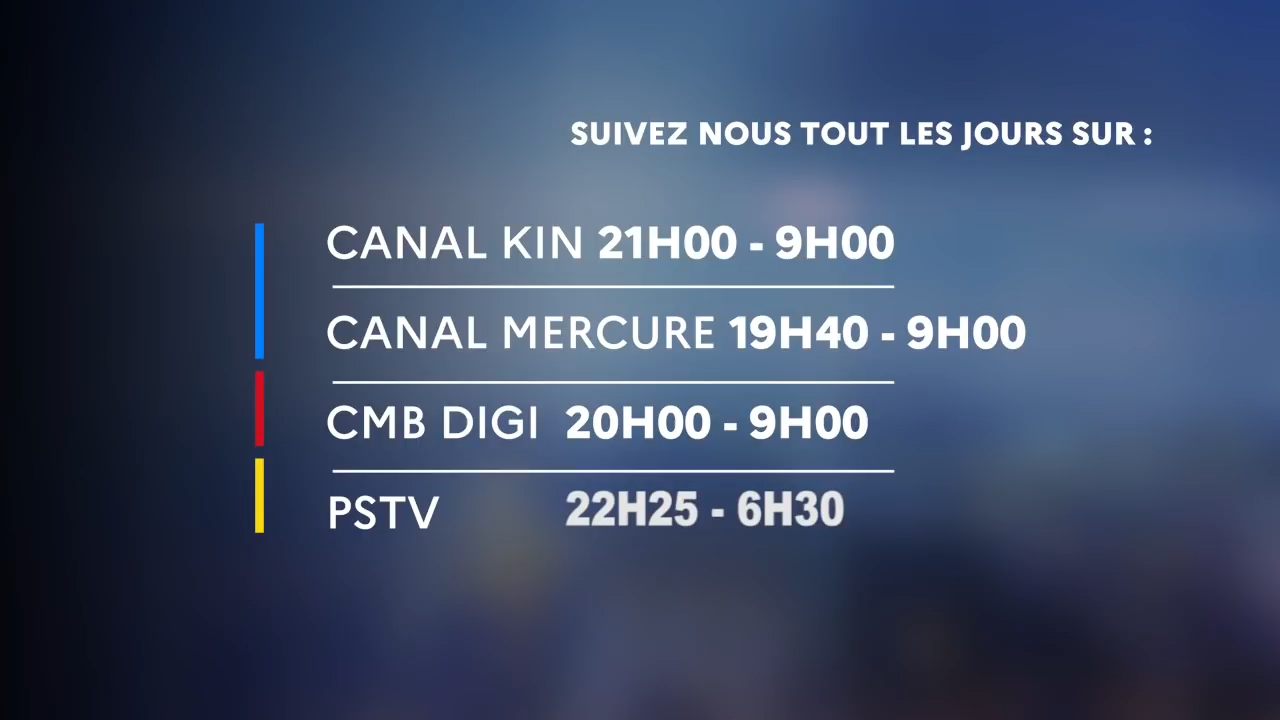 SUIVEZ NOUS TOUT LES JOURS SUR :
CANAL KIN 21H00 - 9H00
CANAL MERCURE 19H40 - 9H00
CMB DIGI 20H00 - 9H00
PSTV 22H25 - 6H30